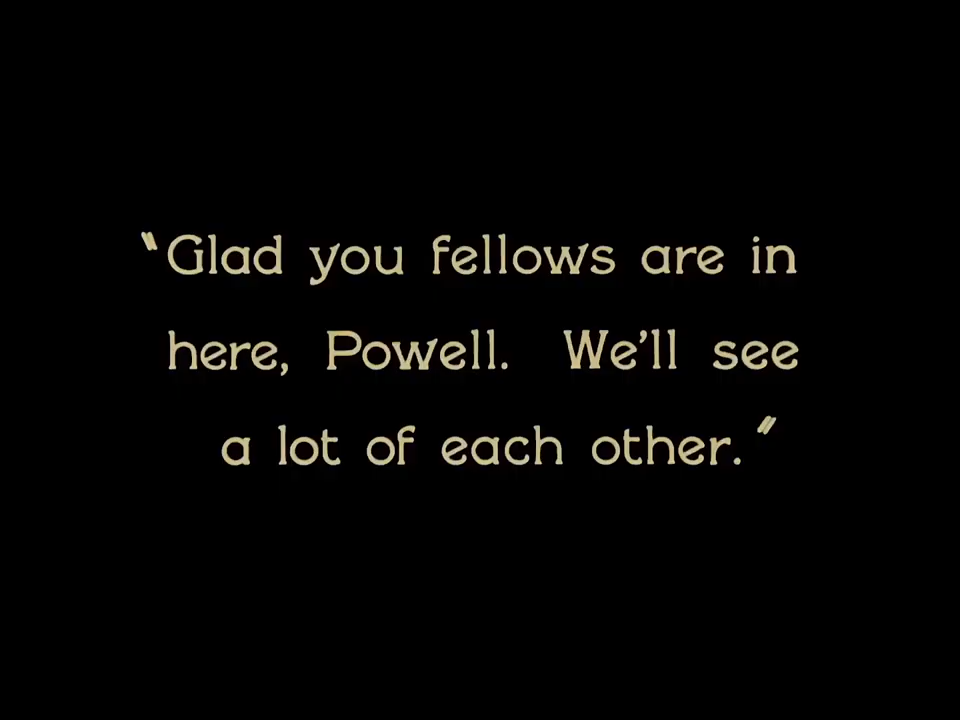 "Glad you fellows are in
here, Powell. We'll see
a lot of each other."